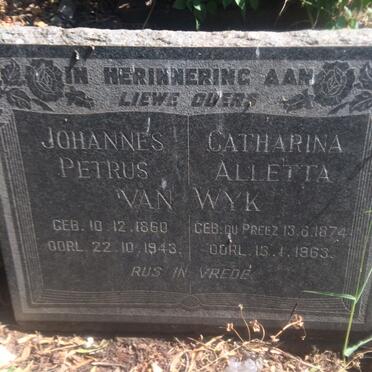 IN HERINNERING AAN
LIEWE OUERS
JOHANNES PETRUS
CATHARINA ALLETTA
VAN WYK
GEB. 10.12.1860
OORL. 22.10.1943.
GEB. DU PREEZ 13.6.1874
OORL. 13.1.1963.
RUS IN VREDE